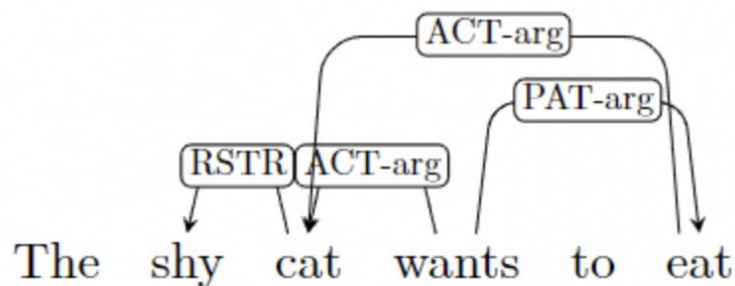 ACT-arg
PAT-arg
RSTR ACT-arg
The shy cat wants to eat